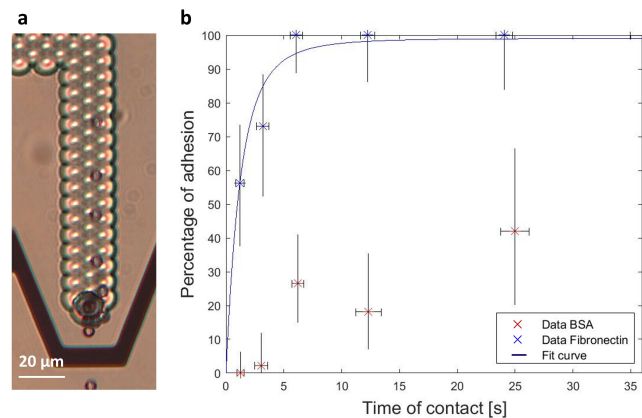 a
b
20 μm
Percentage of adhesion
100
90
80
70
60
50
40
30
20
10
0
0 5 10 15 20 25 30 35
Time of contact [s]
Data BSA
Data Fibronectin
Fit curve